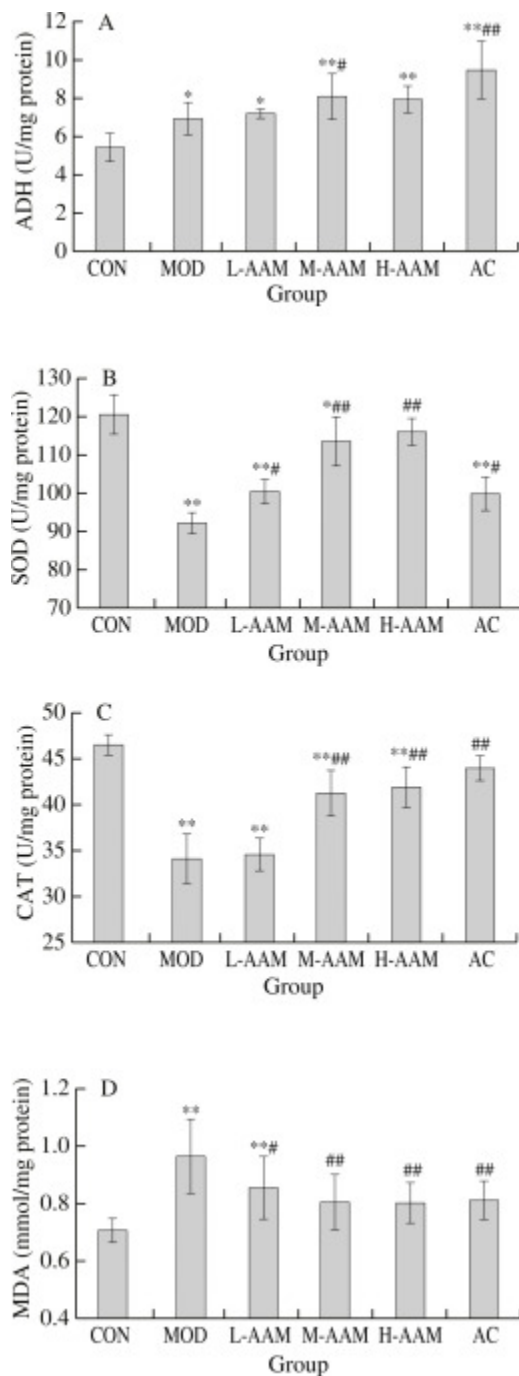 A
ADH (U/mg protein)
12
10
8
6
4
2
0
*
*
**#
**
**##
CON MOD L-AAM M-AAM H-AAM AC
Group
B
SOD (U/mg protein)
130
120
110
100
90
80
70
**
**#
*##
##
**#
CON MOD L-AAM M-AAM H-AAM AC
Group
C
CAT (U/mg protein)
50
45
40
35
30
25
**
**
**##
**##
##
CON MOD L-AAM M-AAM H-AAM AC
Group
D
MDA (mmol/mg protein)
1.2
1.0
0.8
0.6
0.4
**
**#
##
##
##
CON MOD L-AAM M-AAM H-AAM AC
Group